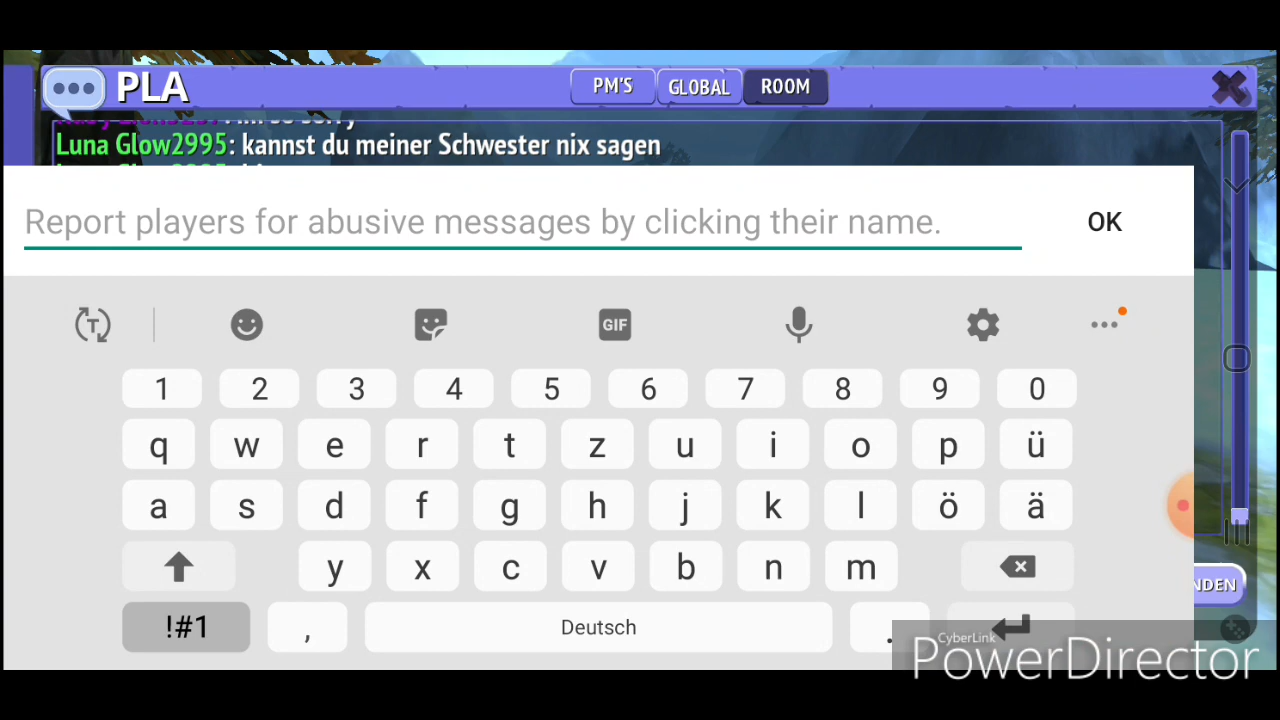 PLA
PM'S GLOBAL ROOM
I'm so sorry
Luna Glow2995: kannst du meiner Schwester nix sagen
Report players for abusive messages by clicking their name.
OK
T
GIF
1 2 3 4 5 6 7 8 9 0
q w e r t z u i o p ü
a s d f g h j k l ö ä
y x c v b n m
!#1 , Deutsch .
NDEN
CyberLink
PowerDirector